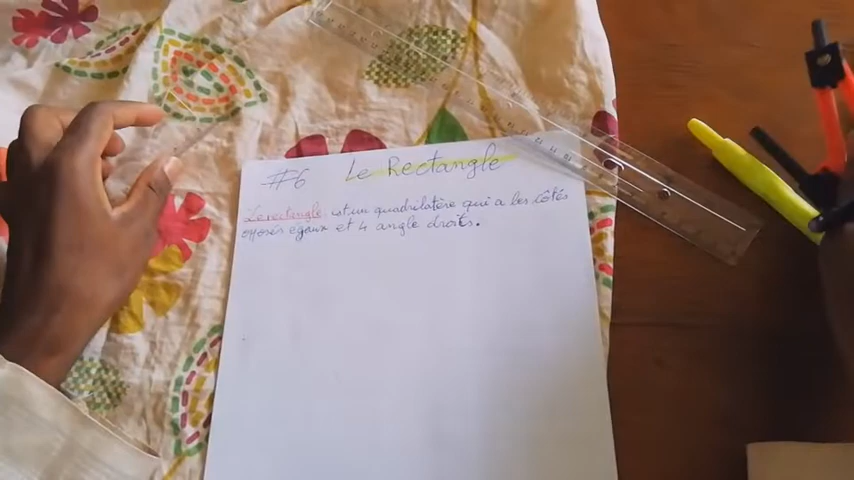 #6 Le Rectangle
Le rectangle est un quadrilatère qui a les côtés
opposés égaux et 4 angle droits.